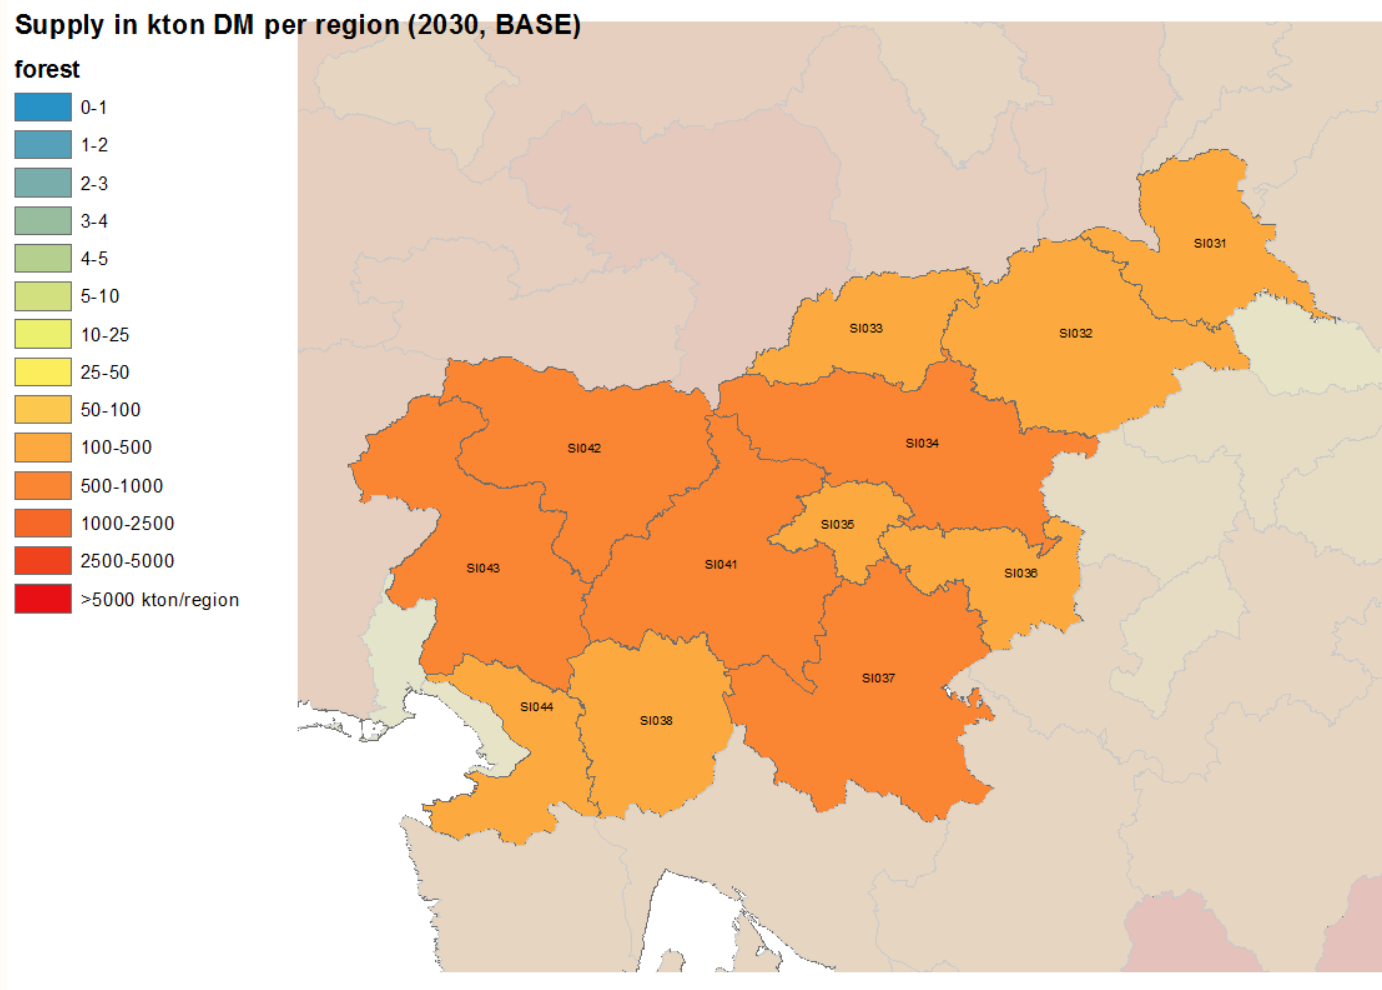 Supply in kton DM per region (2030, BASE)
forest
0-1
1-2
2-3
3-4
4-5
5-10
10-25
25-50
50-100
100-500
500-1000
1000-2500
2500-5000
>5000 kton/region
SI031
SI033
SI032
SI042
SI034
SI035
SI043
SI041
SI036
SI037
SI044
SI038